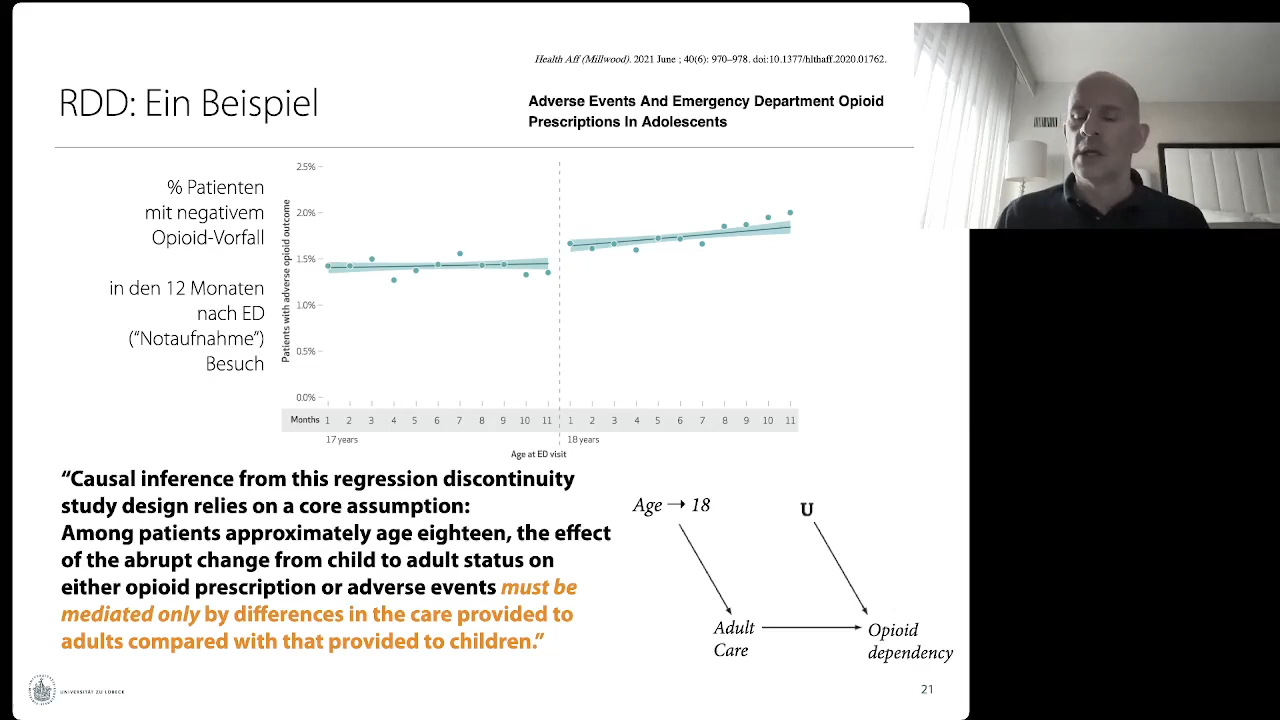 Health Aff (Millwood). 2021 June ; 40(6): 970–978. doi:10.1377/hlthaff.2020.01762.
RDD: Ein Beispiel
Adverse Events And Emergency Department Opioid
Prescriptions In Adolescents
% Patienten
mit negativem
Opioid-Vorfall
in den 12 Monaten
nach ED
(“Notaufnahme”)
Besuch
Patients with adverse opioid outcome
2.5%
2.0%
1.5%
1.0%
0.5%
0.0%
Months 1 2 3 4 5 6 7 8 9 10 11 1 2 3 4 5 6 7 8 9 10 11
17 years 18 years
Age at ED visit
“Causal inference from this regression discontinuity
study design relies on a core assumption:
Among patients approximately age eighteen, the effect
of the abrupt change from child to adult status on
either opioid prescription or adverse events must be
mediated only by differences in the care provided to
adults compared with that provided to children.”
Age → 18
U
Adult
Care
Opioid
dependency
UNIVERSITÄT ZU LÜBECK
21